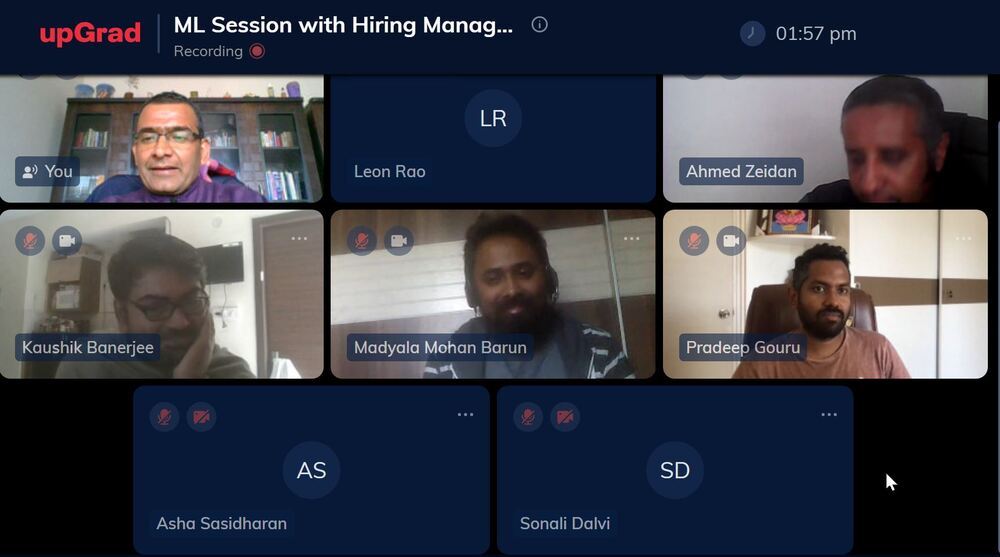 upGrad
ML Session with Hiring Manag...
Recording
01:57 pm
You
LR
Leon Rao
Ahmed Zeidan
Kaushik Banerjee
Madyala Mohan Barun
Pradeep Gouru
AS
Asha Sasidharan
SD
Sonali Dalvi